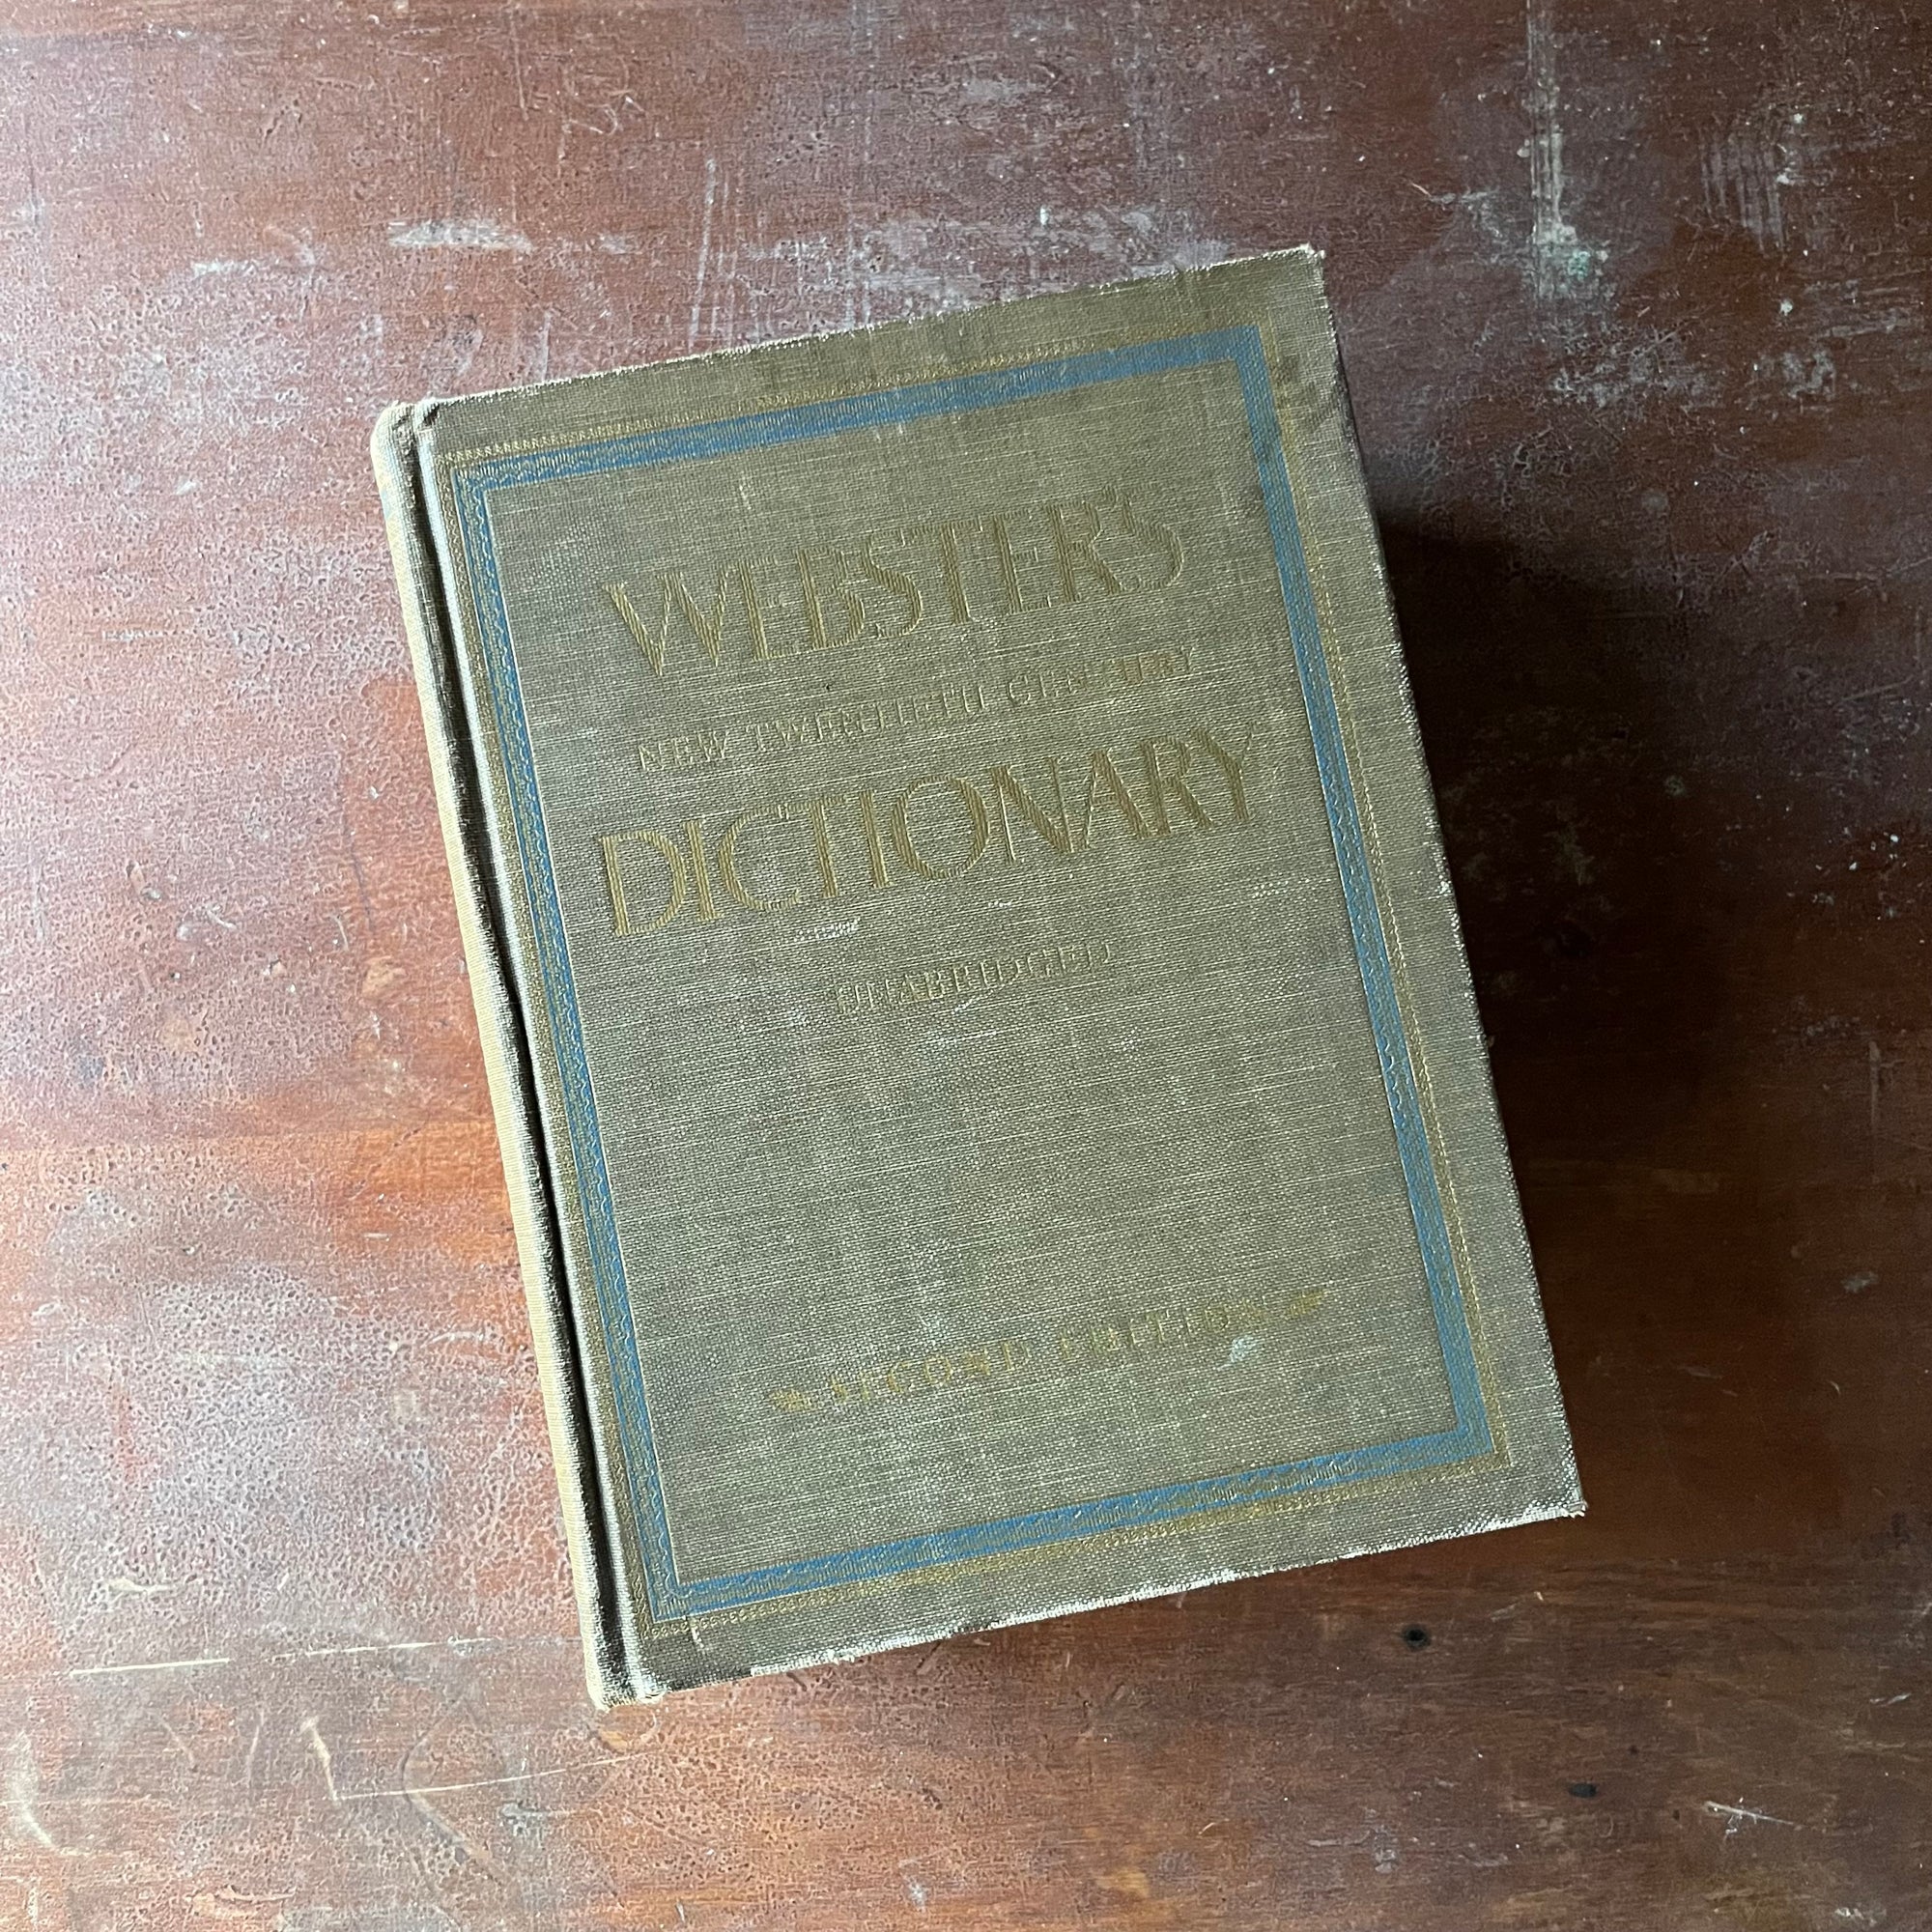 WEBSTER'S
NEW TWENTIETH CENTURY
DICTIONARY
UNABRIDGED
SECOND EDITION